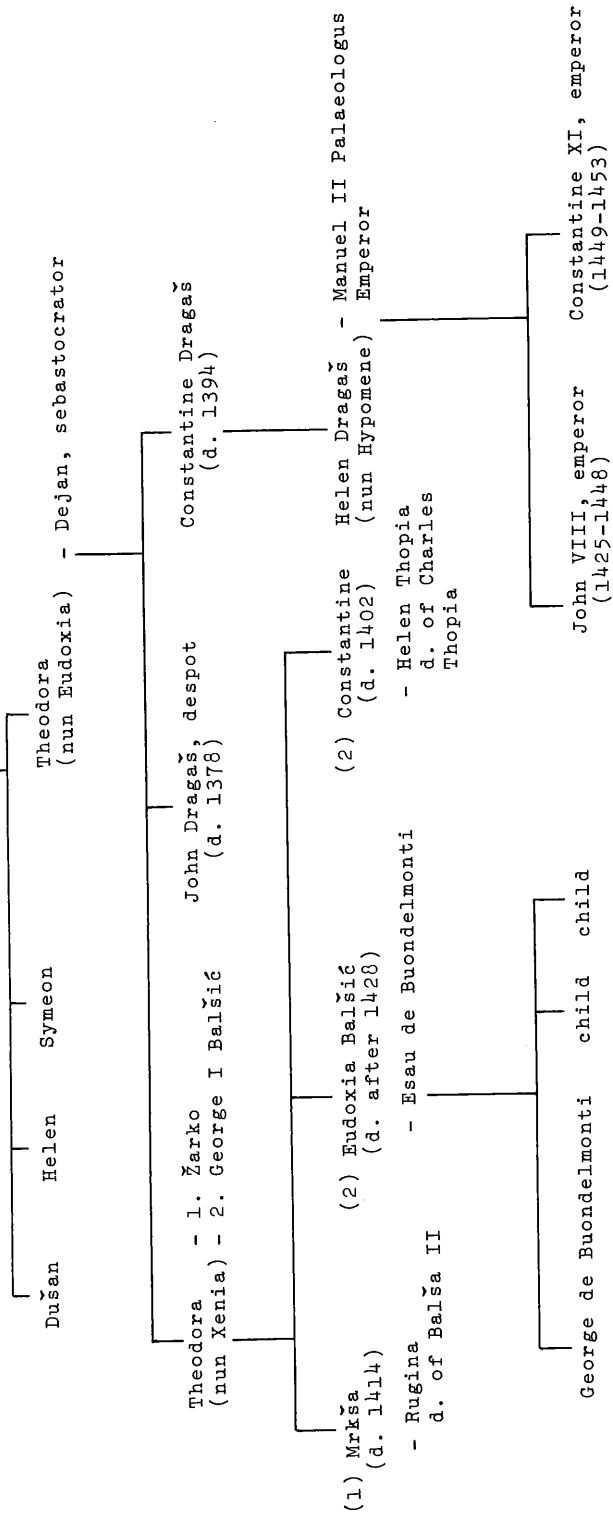 Dušan Helen Symeon Theodora
(nun Eudoxia) - Dejan, sebastocrator
Theodora - 1. Žarko
(nun Xenia) - 2. George I Balšić
John Dragaš, despot
(d. 1378)
Constantine Dragaš
(d. 1394)
(1) Mrkša
(d. 1414)
- Rugina
d. of Balša II
(2) Eudoxia Balšić
(d. after 1428)
- Esau de Buondelmonti
(2) Constantine
(d. 1402)
- Helen Thopia
d. of Charles
Thopia
Helen Dragaš - Manuel II Palaeologus
(nun Hypomene) Emperor
George de Buondelmonti child child
John VIII, emperor
(1425-1448)
Constantine XI, emperor
(1449-1453)